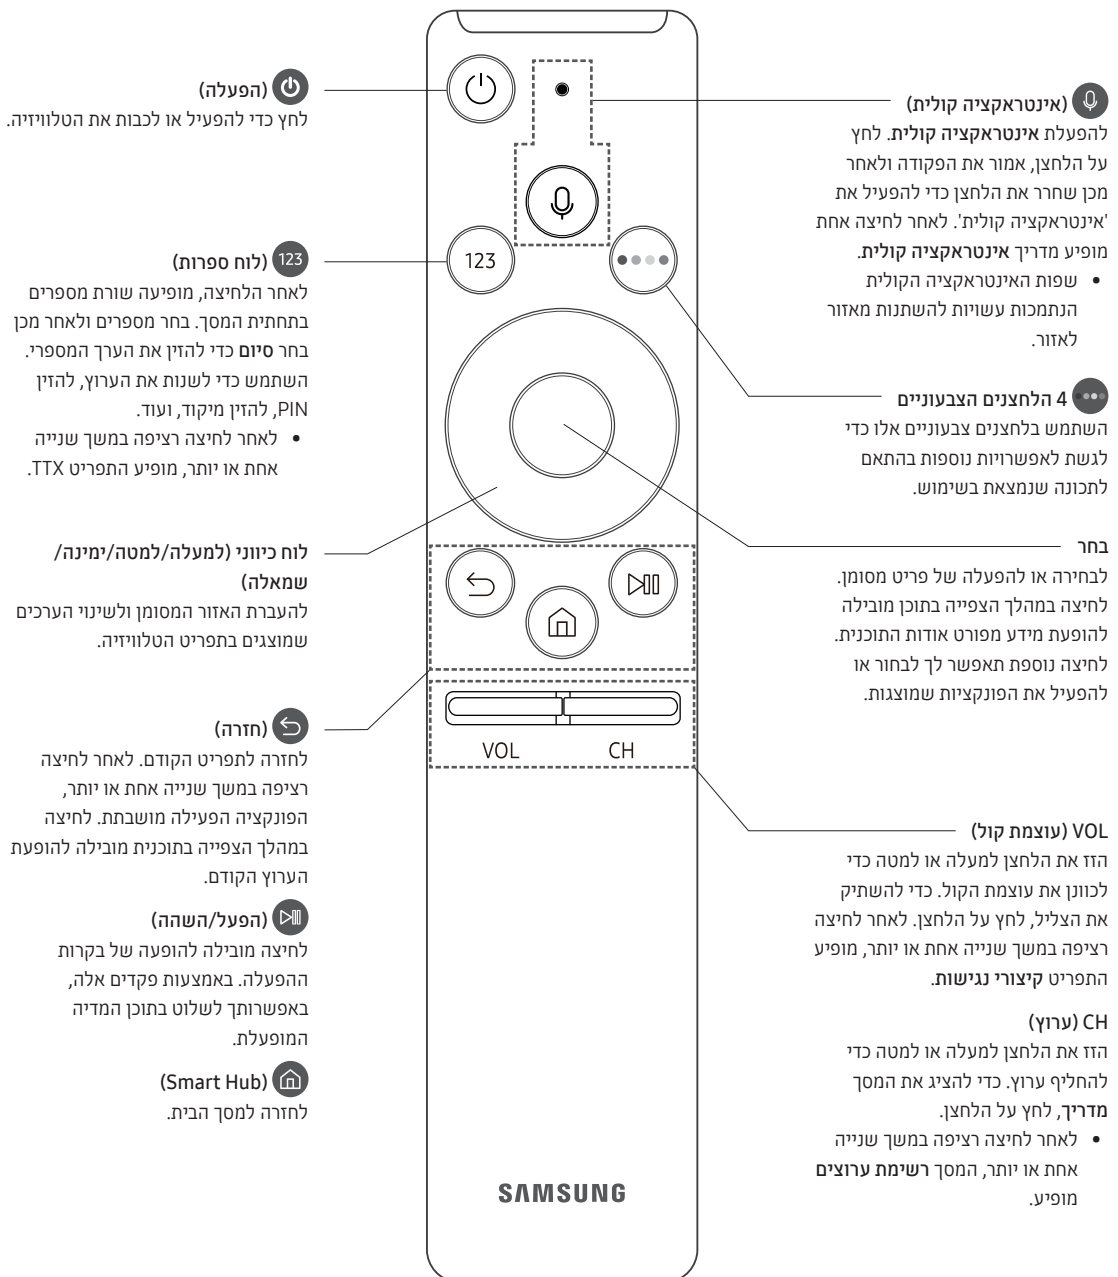 (אינטראקציה קולית)
להפעלת אינטראקציה קולית. לחץ
על הלחצן, אמור את הפקודה ולאחר
מכן שחרר את הלחצן כדי להפעיל את
'אינטראקציה קולית'. לאחר לחיצה אחת
מופיע מדריך אינטראקציה קולית.
• שפות האינטראקציה הקולית
הנתמכות עשויות להשתנות מאזור
לאזור.
4 הלחצנים הצבעוניים
השתמש בלחצנים צבעוניים אלו כדי
לגשת לאפשרויות נוספות בהתאם
לתכונה שנמצאת בשימוש.
בחר
לבחירה או להפעלה של פריט מסומן.
לחיצה במהלך הצפייה בתוכן מובילה
להופעת מידע מפורט אודות התוכנית.
לחיצה נוספת תאפשר לך לבחור או
להפעיל את הפונקציות שמוצגות.
VOL (עוצמת קול)
הזז את הלחצן למעלה או למטה כדי
לכוונן את עוצמת הקול. כדי להשתיק
את הצליל, לחץ על הלחצן. לאחר לחיצה
רציפה במשך שנייה אחת או יותר, מופיע
התפריט קיצורי נגישות.
CH (ערוץ)
הזז את הלחצן למעלה או למטה כדי
להחליף ערוץ. כדי להציג את המסך
מדריך, לחץ על הלחצן.
• לאחר לחיצה רציפה במשך שנייה
אחת או יותר, המסך רשימת ערוצים
מופיע.
123
VOL
CH
SAMSUNG
(הפעלה)
לחץ כדי להפעיל או לכבות את הטלוויזיה.
123 (לוח ספרות)
לאחר הלחיצה, מופיעה שורת מספרים
בתחתית המסך. בחר מספרים ולאחר מכן
בחר סיום כדי להזין את הערך המספרי.
השתמש כדי לשנות את הערוץ, להזין
PIN, להזין מיקוד, ועוד.
• לאחר לחיצה רציפה במשך שנייה
אחת או יותר, מופיע התפריט TTX.
לוח כיווני (למעלה/למטה/ימינה/
שמאלה)
להעברת האזור המסומן ולשינוי הערכים
שמוצגים בתפריט הטלוויזיה.
(חזרה)
לחזרה לתפריט הקודם. לאחר לחיצה
רציפה במשך שנייה אחת או יותר,
הפונקציה הפעילה מושבתת. לחיצה
במהלך הצפייה בתוכנית מובילה להופעת
הערוץ הקודם.
(הפעל/השהה)
לחיצה מובילה להופעה של בקרות
ההפעלה. באמצעות פקדים אלה,
באפשרותך לשלוט בתוכן המדיה
המופעלת.
(Smart Hub)
לחזרה למסך הבית.